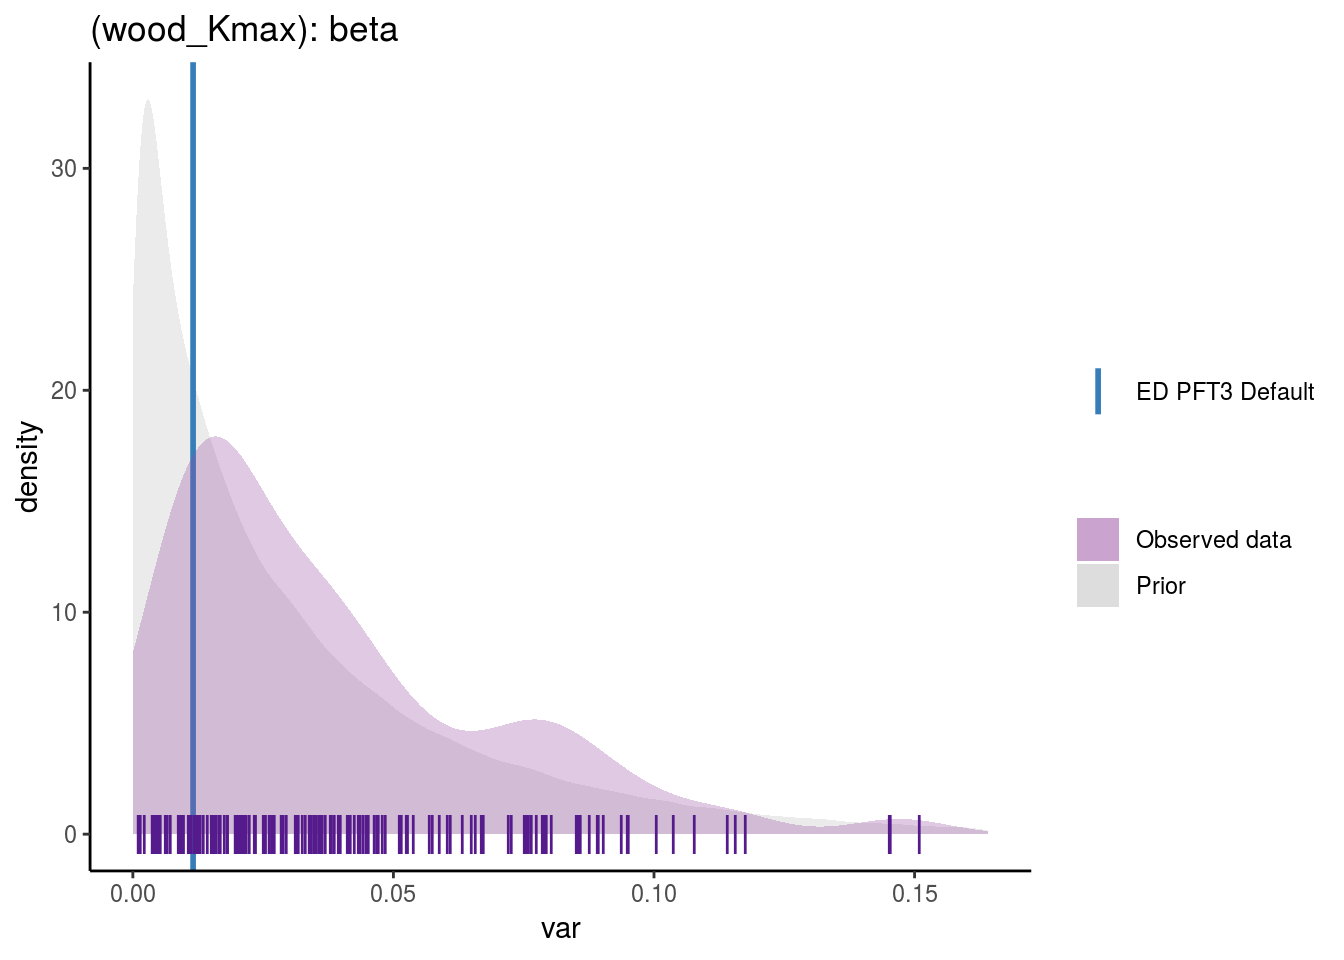 (wood_Kmax): beta
density
30
20
10
0
0.00
0.05
0.10
0.15
var
ED PFT3 Default
Observed data
Prior